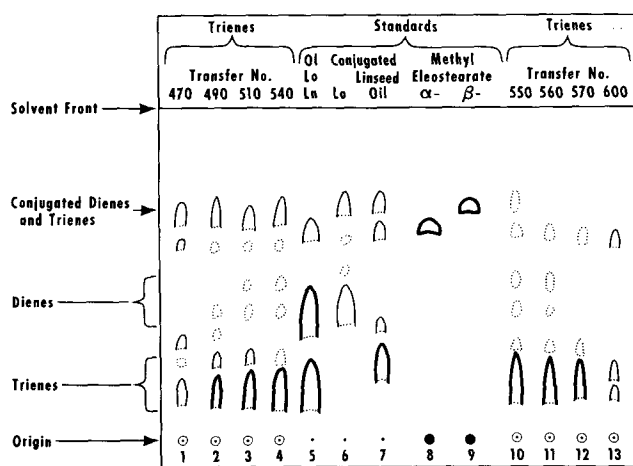 Trienes Standards Trienes
Ol Conjugated Methyl
Transfer No. Lo Linseed Eleostearate Transfer No.
470 490 510 540 Ln Lo Oil α- β- 550 560 570 600
Solvent Front
Conjugated Dienes
and Trienes
Dienes
Trienes
Origin
1 2 3 4 5 6 7 8 9 10 11 12 13